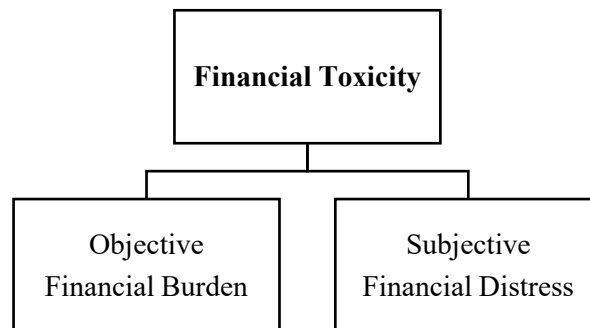 Financial Toxicity
Objective
Financial Burden
Subjective
Financial Distress